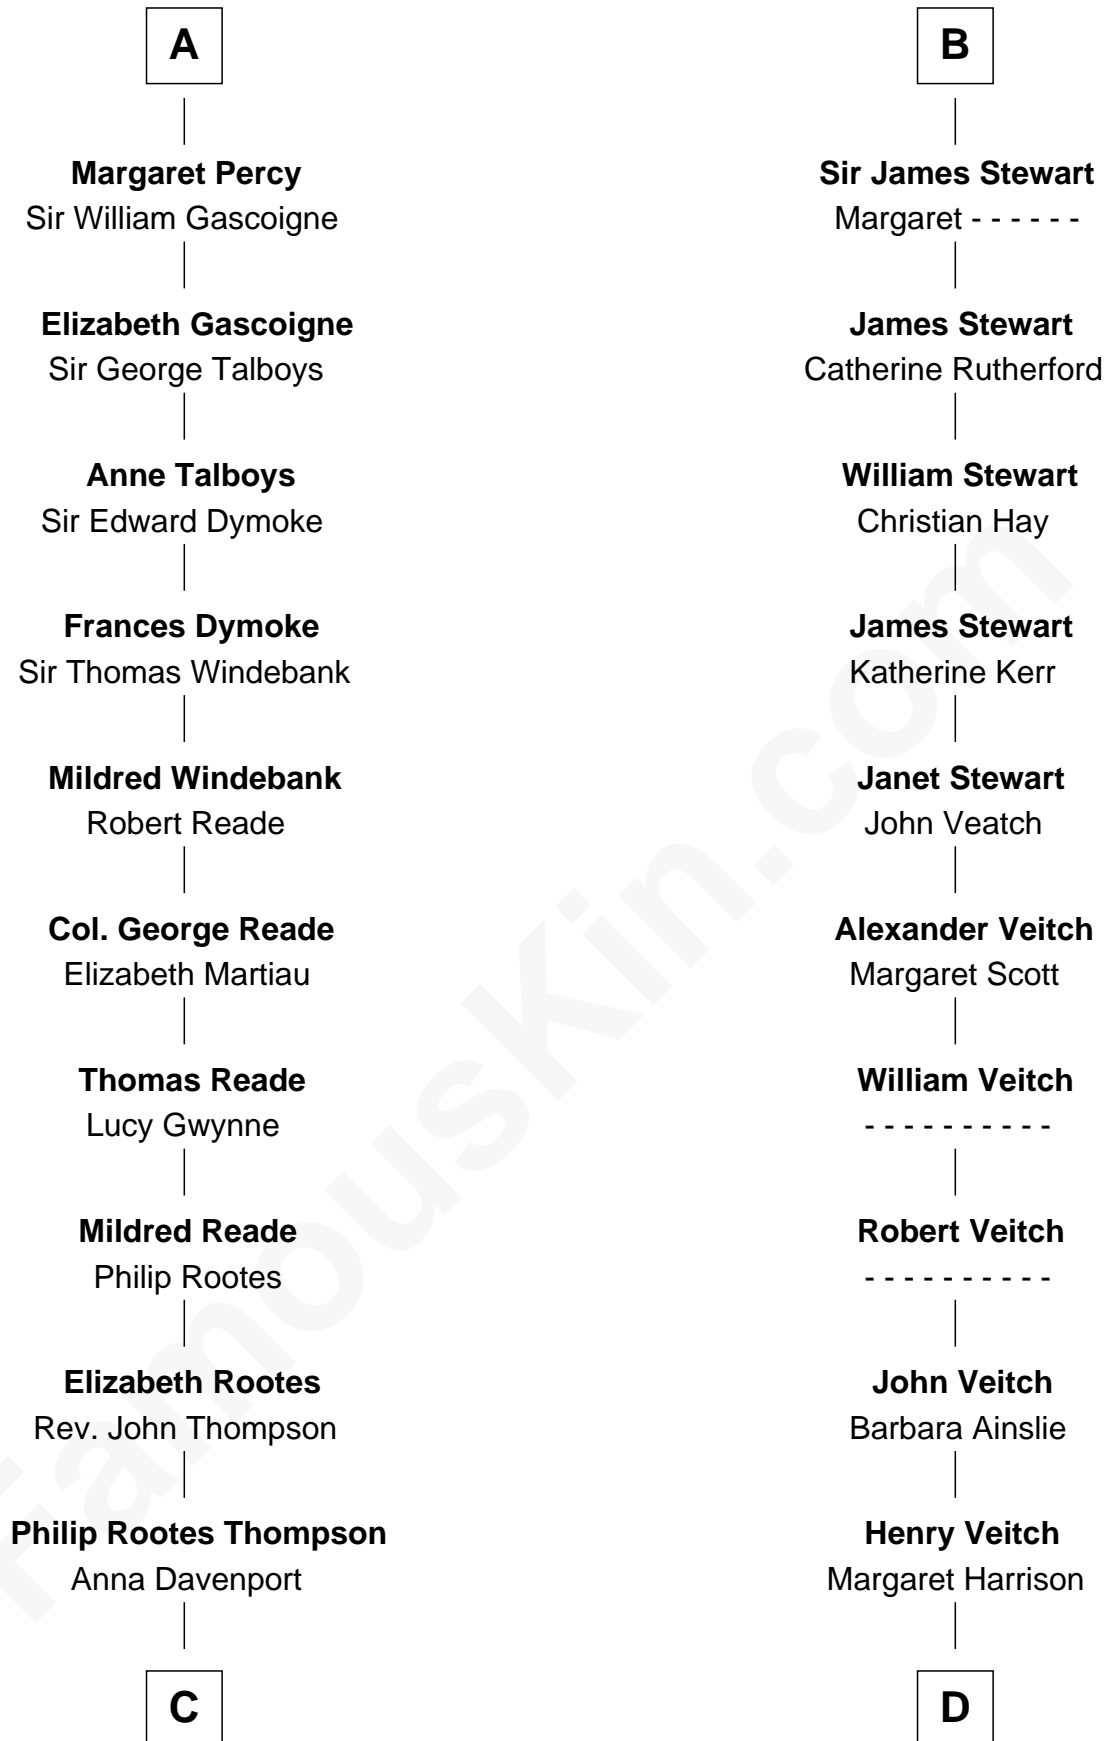 A
Margaret Percy
Sir William Gascoigne
Elizabeth Gascoigne
Sir George Talboys
Anne Talboys
Sir Edward Dymoke
Frances Dymoke
Sir Thomas Windebank
Mildred Windebank
Robert Reade
Col. George Reade
Elizabeth Martiau
Thomas Reade
Lucy Gwynne
Mildred Reade
Philip Rootes
Elizabeth Rootes
Rev. John Thompson
Philip Rootes Thompson
Anna Davenport
C
B
Sir James Stewart
Margaret - - - - - -
James Stewart
Catherine Rutherford
William Stewart
Christian Hay
James Stewart
Katherine Kerr
Janet Stewart
John Veatch
Alexander Veitch
Margaret Scott
William Veitch
- - - - - - - - - -
Robert Veitch
- - - - - - - - - -
John Veitch
Barbara Ainslie
Henry Veitch
Margaret Harrison
D
FamousKin.com